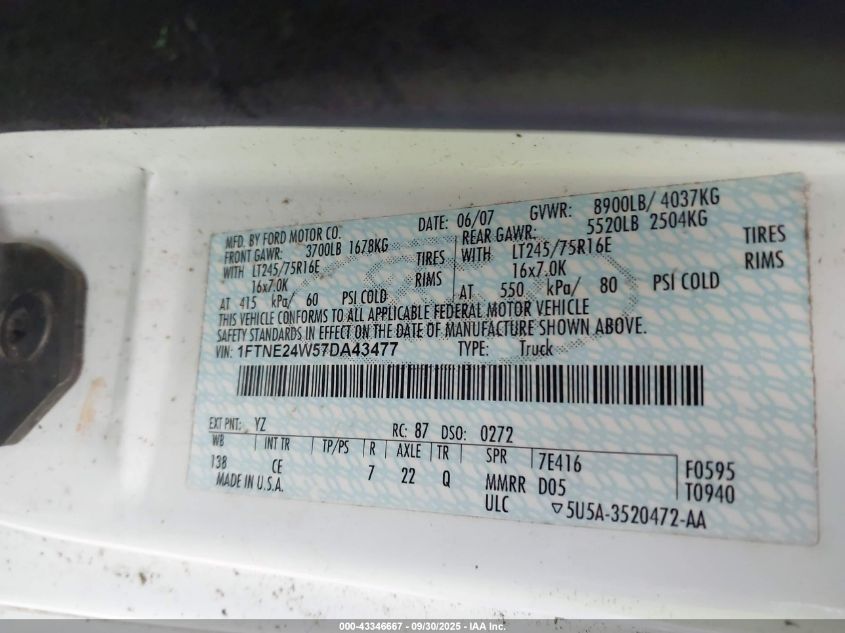 MFD. BY FORD MOTOR CO. DATE: 06/07 GVWR: 8900LB/ 4037KG
FRONT GAWR: 3700LB 1678KG REAR GAWR: 5520LB 2504KG
WITH LT245/75R16E TIRES WITH LT245/75R16E TIRES
16x7.0K RIMS 16x7.0K RIMS
AT 415 kPa/ 60 PSI COLD AT 550 kPa/ 80 PSI COLD
THIS VEHICLE CONFORMS TO ALL APPLICABLE FEDERAL MOTOR VEHICLE
SAFETY STANDARDS IN EFFECT ON THE DATE OF MANUFACTURE SHOWN ABOVE.
VIN: 1FTNE24W57DA43477 TYPE: Truck
EXT PNT: YZ RC: 87 DSO: 0272
WB INT TR TP/PS R AXLE TR SPR 7E416 F0595
138 CE 7 22 Q MMRR D05 T0940
MADE IN U.S.A. ULC ▽5U5A-3520472-AA
000-43346667 - 09/30/2025 - IAA Inc.